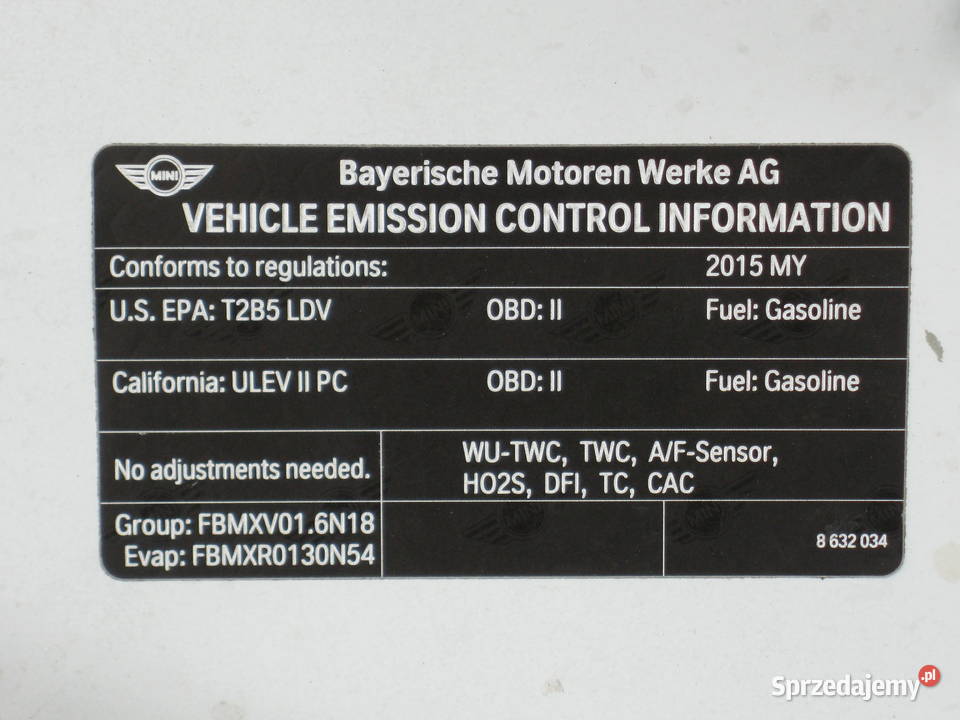 MINI
Bayerische Motoren Werke AG
VEHICLE EMISSION CONTROL INFORMATION
Conforms to regulations: 2015 MY
U.S. EPA: T2B5 LDV OBD: II Fuel: Gasoline
California: ULEV II PC OBD: II Fuel: Gasoline
No adjustments needed.
WU-TWC, TWC, A/F-Sensor,
HO2S, DFI, TC, CAC
Group: FBMXV01.6N18
Evap: FBMXR0130N54
8 632 034
Sprzedajemy.pl